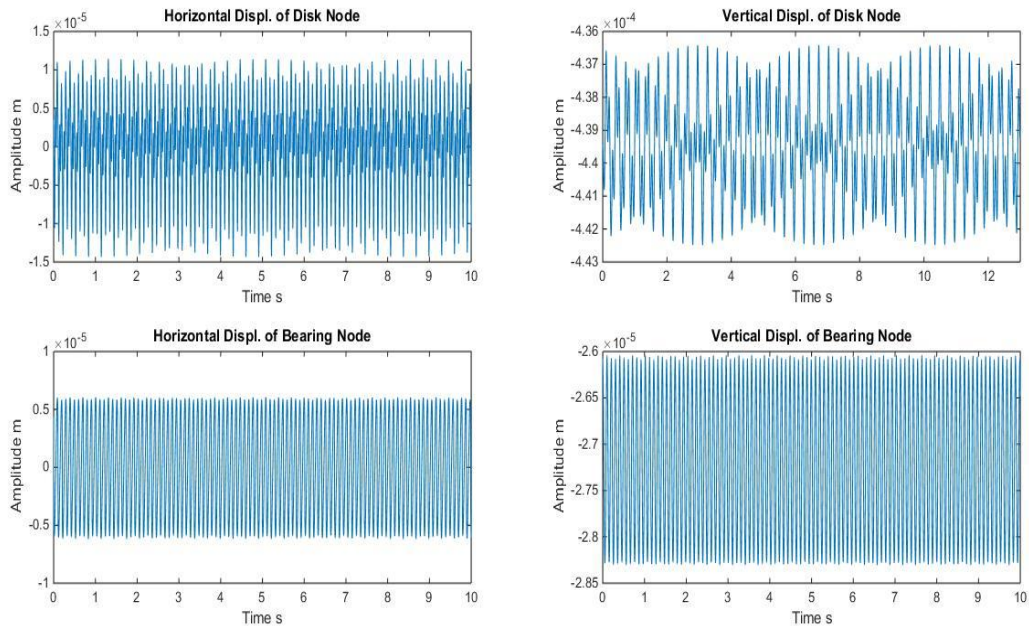 Horizontal Displ. of Disk Node
×10⁻⁵
1.5
1
0.5
0
-0.5
-1
-1.5
Amplitude m
0 1 2 3 4 5 6 7 8 9 10
Time s
Vertical Displ. of Disk Node
×10⁻⁴
-4.36
-4.37
-4.38
-4.39
-4.4
-4.41
-4.42
-4.43
Amplitude m
0 2 4 6 8 10 12
Time s
Horizontal Displ. of Bearing Node
×10⁻⁵
1
0.5
0
-0.5
-1
Amplitude m
0 1 2 3 4 5 6 7 8 9 10
Time s
Vertical Displ. of Bearing Node
×10⁻⁵
-2.6
-2.65
-2.7
-2.75
-2.8
-2.85
Amplitude m
1 2 3 4 5 6 7 8 9 10
Time s